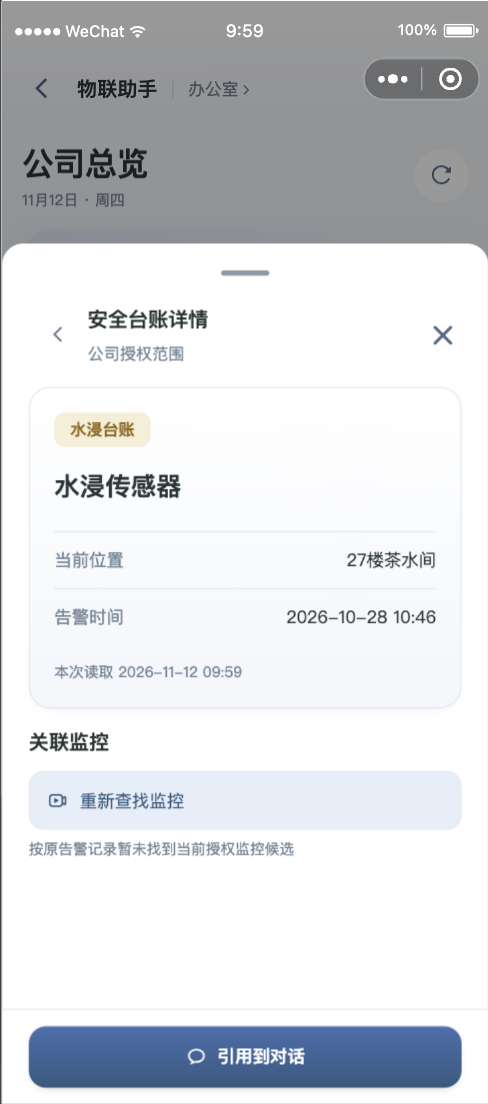 WeChat 9:59 100%
物联助手 办公室
公司总览
11月12日 · 周四
安全台账详情
公司授权范围
水浸台账
水浸传感器
当前位置 27楼茶水间
告警时间 2026-10-28 10:46
本次读取 2026-11-12 09:59
关联监控
重新查找监控
按原告警记录暂未找到当前授权监控候选
引用到对话